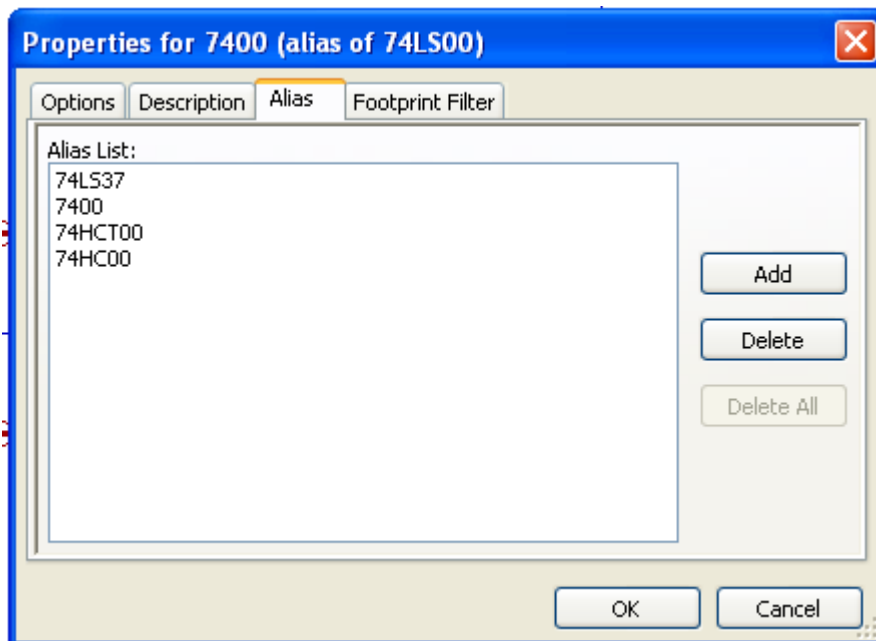 Properties for 7400 (alias of 74LS00)
Options Description Alias Footprint Filter
Alias List:
74LS37
7400
74HCT00
74HC00
Add
Delete
Delete All
OK Cancel